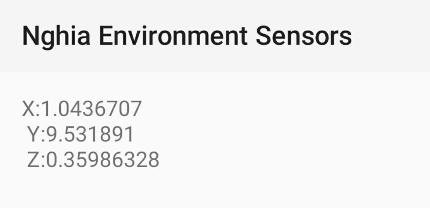 Nghia Environment Sensors
X:1.0436707
Y:9.531891
Z:0.35986328